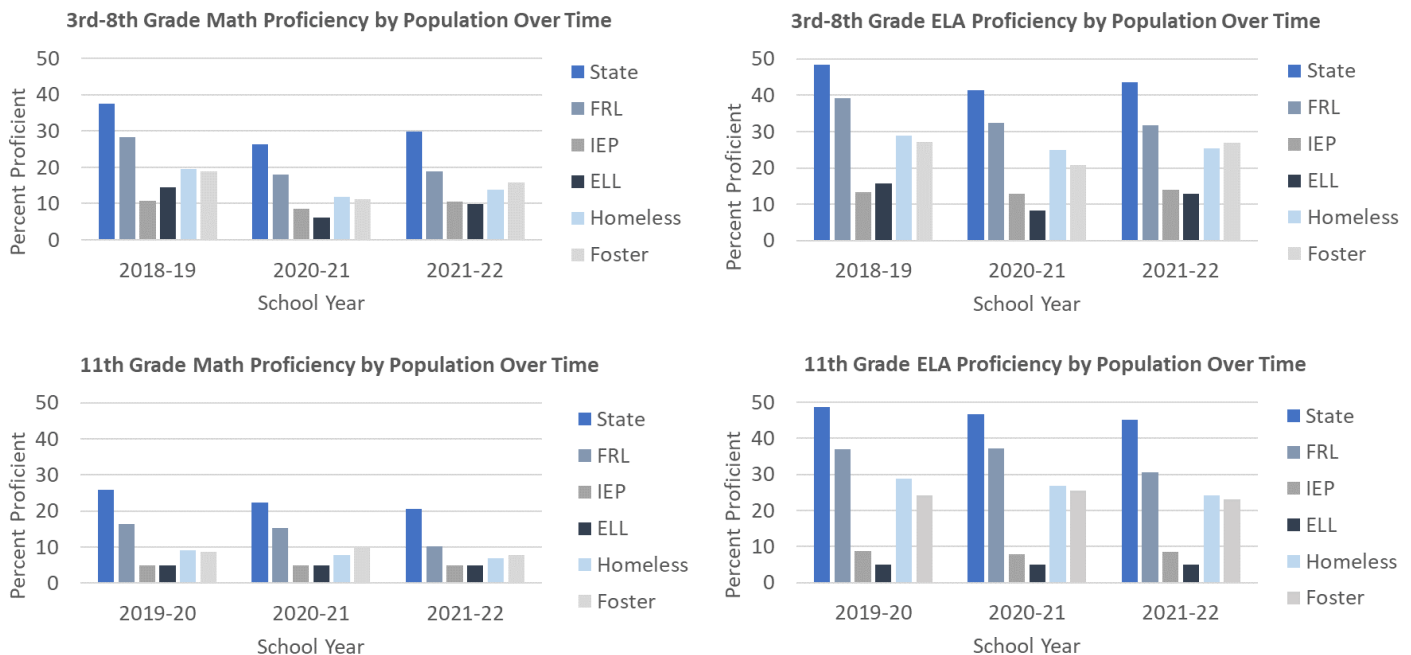 3rd-8th Grade Math Proficiency by Population Over Time
Percent Proficient
50
40
30
20
10
0
2018-19
2020-21
2021-22
School Year
State
FRL
IEP
ELL
Homeless
Foster
3rd-8th Grade ELA Proficiency by Population Over Time
Percent Proficient
50
40
30
20
10
0
2018-19
2020-21
2021-22
School Year
State
FRL
IEP
ELL
Homeless
Foster
11th Grade Math Proficiency by Population Over Time
Percent Proficient
50
40
30
20
10
0
2019-20
2020-21
2021-22
School Year
State
FRL
IEP
ELL
Homeless
Foster
11th Grade ELA Proficiency by Population Over Time
Percent Proficient
50
40
30
20
10
0
2019-20
2020-21
2021-22
School Year
State
FRL
IEP
ELL
Homeless
Foster